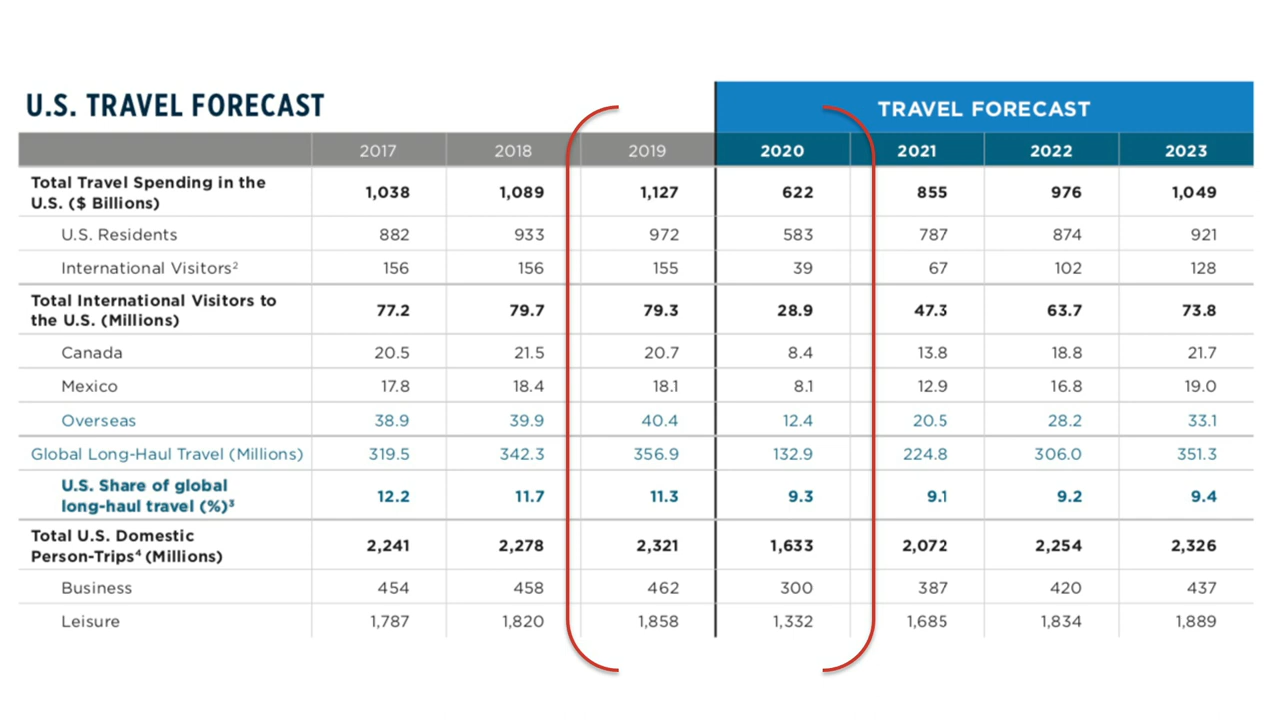 U.S. TRAVEL FORECAST
TRAVEL FORECAST
2017 2018 2019 2020 2021 2022 2023
Total Travel Spending in the
U.S. ($ Billions) 1,038 1,089 1,127 622 855 976 1,049
U.S. Residents 882 933 972 583 787 874 921
International Visitors² 156 156 155 39 67 102 128
Total International Visitors to
the U.S. (Millions) 77.2 79.7 79.3 28.9 47.3 63.7 73.8
Canada 20.5 21.5 20.7 8.4 13.8 18.8 21.7
Mexico 17.8 18.4 18.1 8.1 12.9 16.8 19.0
Overseas 38.9 39.9 40.4 12.4 20.5 28.2 33.1
Global Long-Haul Travel (Millions) 319.5 342.3 356.9 132.9 224.8 306.0 351.3
U.S. Share of global
long-haul travel (%)³ 12.2 11.7 11.3 9.3 9.1 9.2 9.4
Total U.S. Domestic
Person-Trips⁴ (Millions) 2,241 2,278 2,321 1,633 2,072 2,254 2,326
Business 454 458 462 300 387 420 437
Leisure 1,787 1,820 1,858 1,332 1,685 1,834 1,889